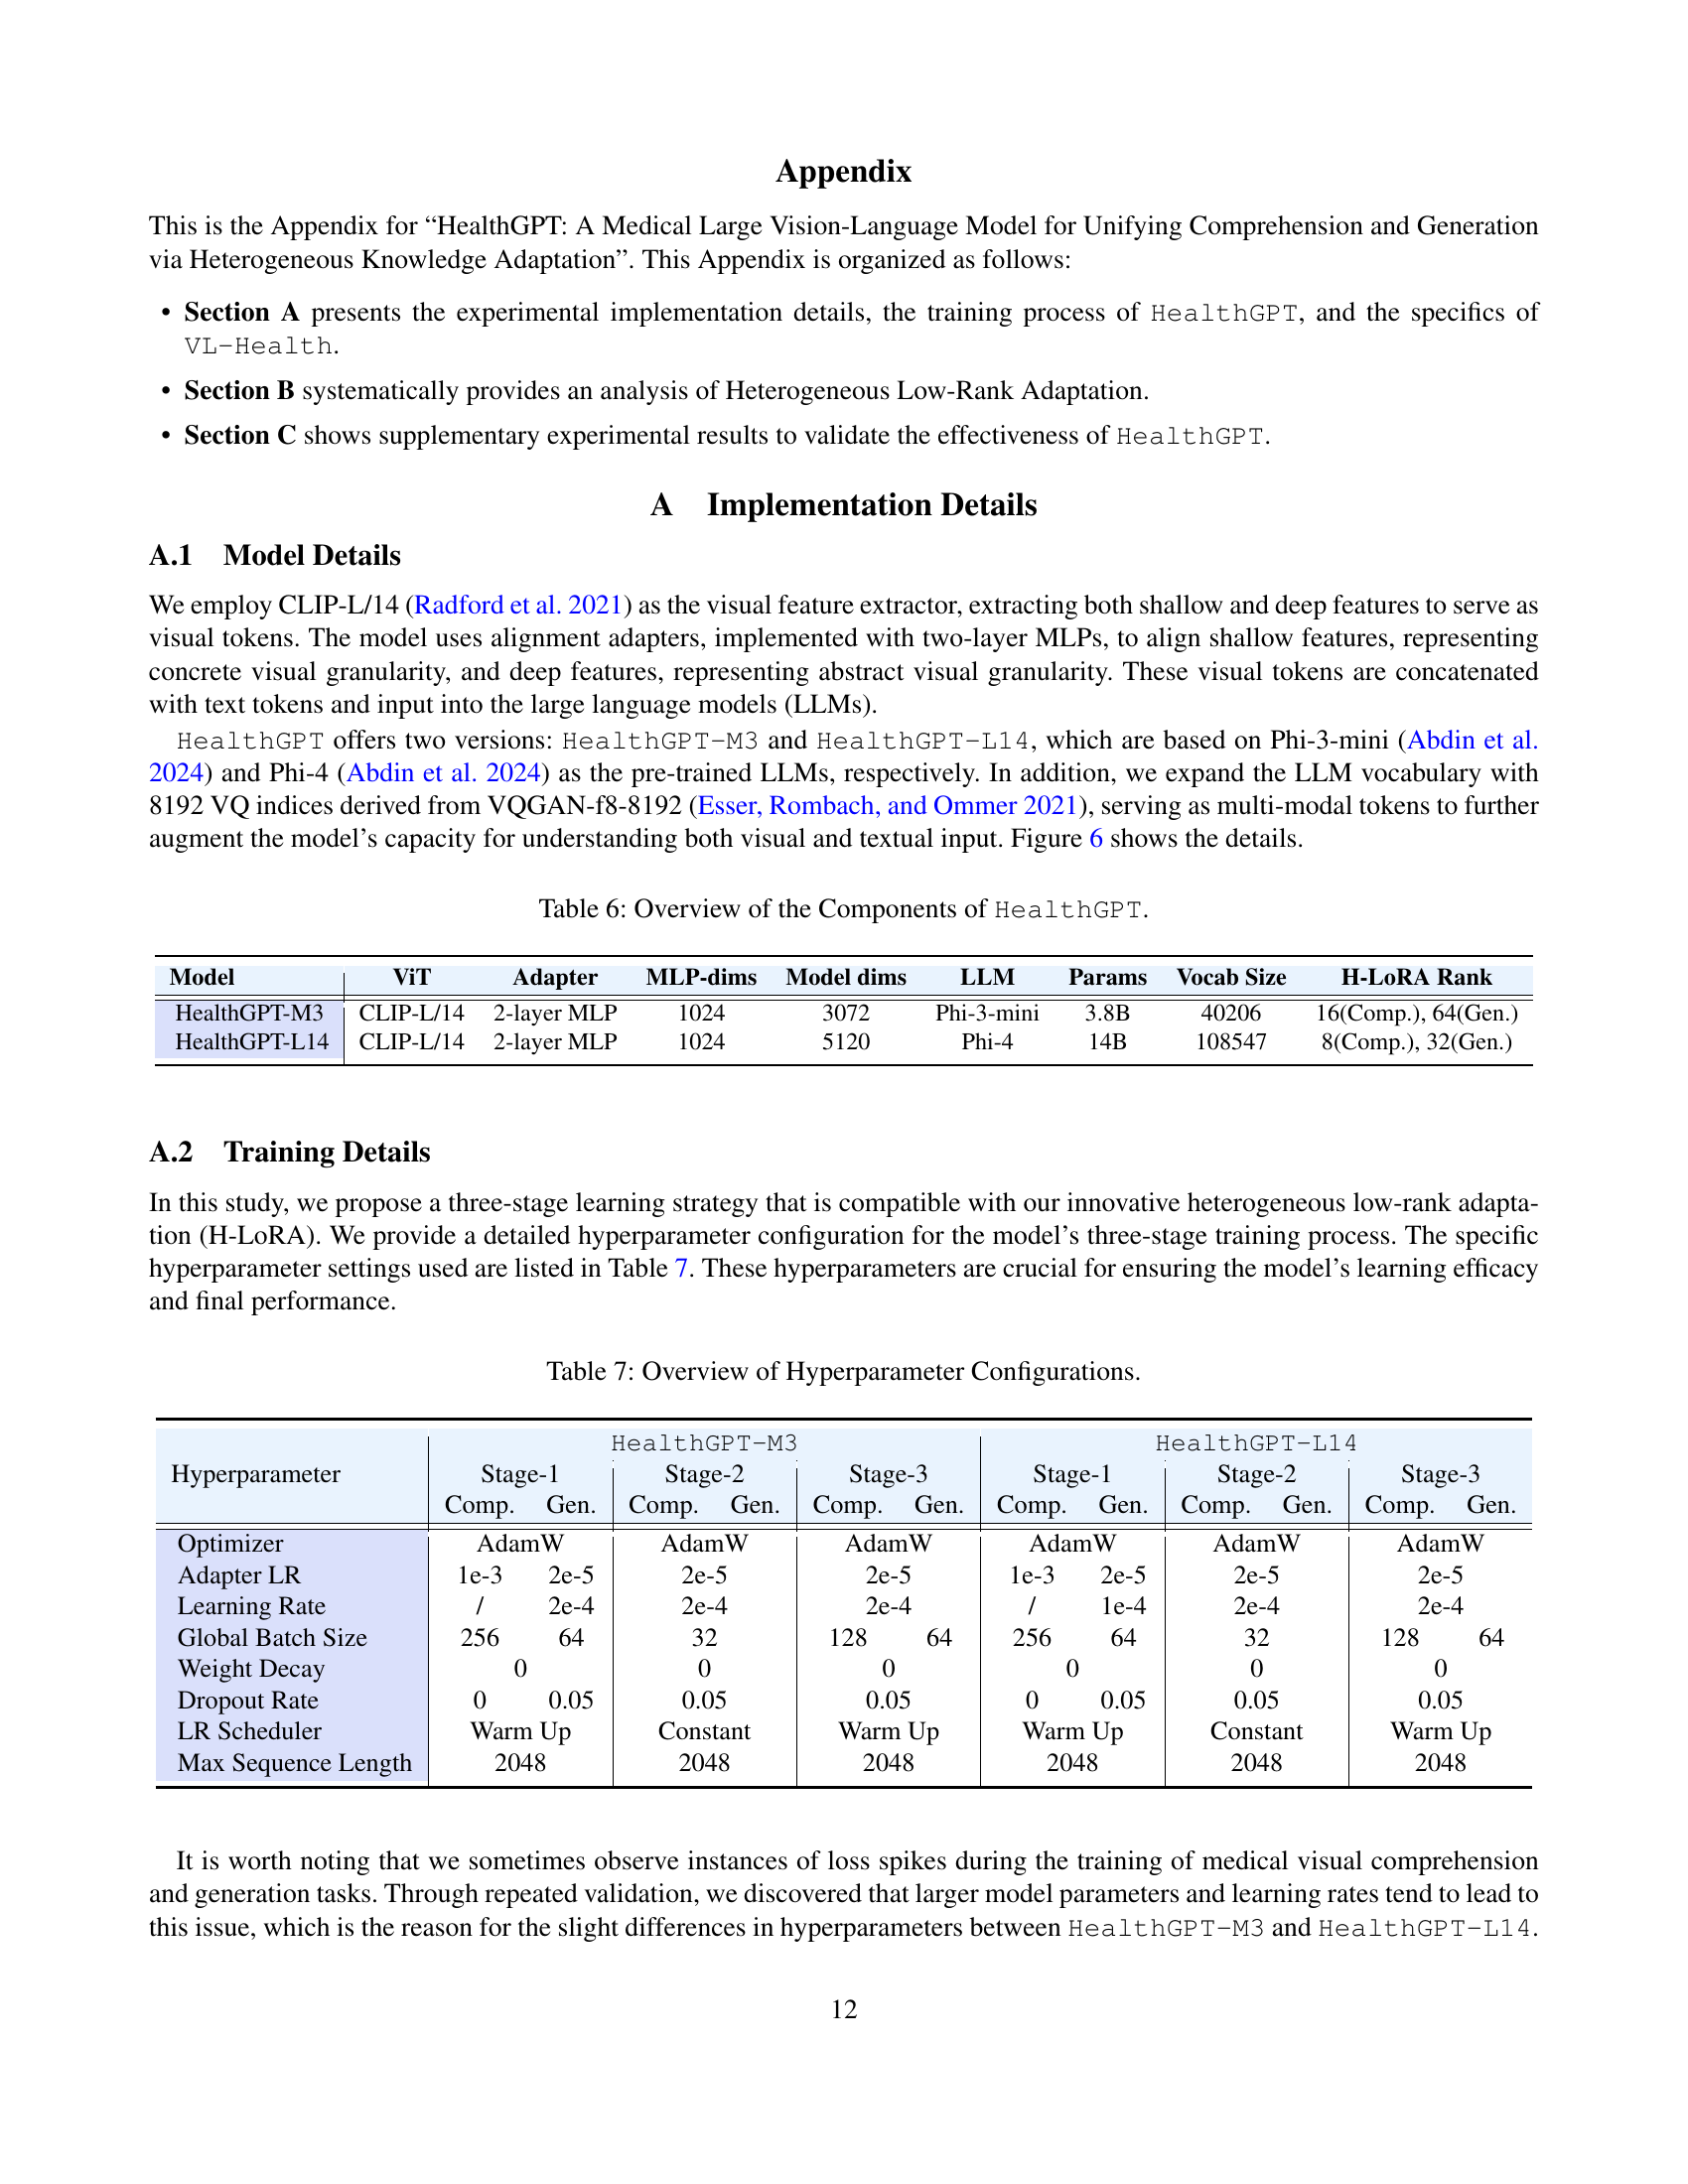 Appendix
This is the Appendix for “HealthGPT: A Medical Large Vision-Language Model for Unifying Comprehension and Generation
via Heterogeneous Knowledge Adaptation”. This Appendix is organized as follows:
• Section A presents the experimental implementation details, the training process of HealthGPT, and the specifics of
VL-Health.
• Section B systematically provides an analysis of Heterogeneous Low-Rank Adaptation.
• Section C shows supplementary experimental results to validate the effectiveness of HealthGPT.
A Implementation Details
A.1 Model Details
We employ CLIP-L/14 (Radford et al. 2021) as the visual feature extractor, extracting both shallow and deep features to serve as
visual tokens. The model uses alignment adapters, implemented with two-layer MLPs, to align shallow features, representing
concrete visual granularity, and deep features, representing abstract visual granularity. These visual tokens are concatenated
with text tokens and input into the large language models (LLMs).
HealthGPT offers two versions: HealthGPT-M3 and HealthGPT-L14, which are based on Phi-3-mini (Abdin et al.
2024) and Phi-4 (Abdin et al. 2024) as the pre-trained LLMs, respectively. In addition, we expand the LLM vocabulary with
8192 VQ indices derived from VQGAN-f8-8192 (Esser, Rombach, and Ommer 2021), serving as multi-modal tokens to further
augment the model’s capacity for understanding both visual and textual input. Figure 6 shows the details.
Table 6: Overview of the Components of HealthGPT.
Model ViT Adapter MLP-dims Model dims LLM Params Vocab Size H-LoRA Rank
HealthGPT-M3 CLIP-L/14 2-layer MLP 1024 3072 Phi-3-mini 3.8B 40206 16(Comp.), 64(Gen.)
HealthGPT-L14 CLIP-L/14 2-layer MLP 1024 5120 Phi-4 14B 108547 8(Comp.), 32(Gen.)
A.2 Training Details
In this study, we propose a three-stage learning strategy that is compatible with our innovative heterogeneous low-rank adapta-
tion (H-LoRA). We provide a detailed hyperparameter configuration for the model’s three-stage training process. The specific
hyperparameter settings used are listed in Table 7. These hyperparameters are crucial for ensuring the model’s learning efficacy
and final performance.
Table 7: Overview of Hyperparameter Configurations.
HealthGPT-M3 HealthGPT-L14
Hyperparameter Stage-1 Stage-2 Stage-3 Stage-1 Stage-2 Stage-3
Comp. Gen. Comp. Gen. Comp. Gen. Comp. Gen. Comp. Gen. Comp. Gen.
Optimizer AdamW AdamW AdamW AdamW AdamW AdamW
Adapter LR 1e-3 2e-5 2e-5 2e-5 1e-3 2e-5 2e-5 2e-5
Learning Rate / 2e-4 2e-4 2e-4 / 1e-4 2e-4 2e-4
Global Batch Size 256 64 32 128 64 256 64 32 128 64
Weight Decay 0 0 0 0 0 0
Dropout Rate 0 0.05 0.05 0.05 0 0.05 0.05 0.05
LR Scheduler Warm Up Constant Warm Up Warm Up Constant Warm Up
Max Sequence Length 2048 2048 2048 2048 2048 2048
It is worth noting that we sometimes observe instances of loss spikes during the training of medical visual comprehension
and generation tasks. Through repeated validation, we discovered that larger model parameters and learning rates tend to lead to
this issue, which is the reason for the slight differences in hyperparameters between HealthGPT-M3 and HealthGPT-L14.
12